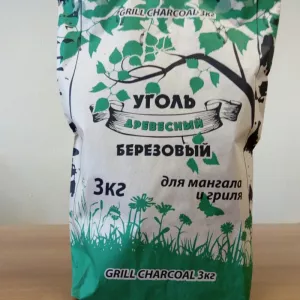 GRILL CHARCOAL 3кг
УГОЛЬ
ДРЕВЕСНЫЙ
БЕРЕЗОВЫЙ
3кг
для мангала
и гриля
GRILL CHARCOAL 3кг